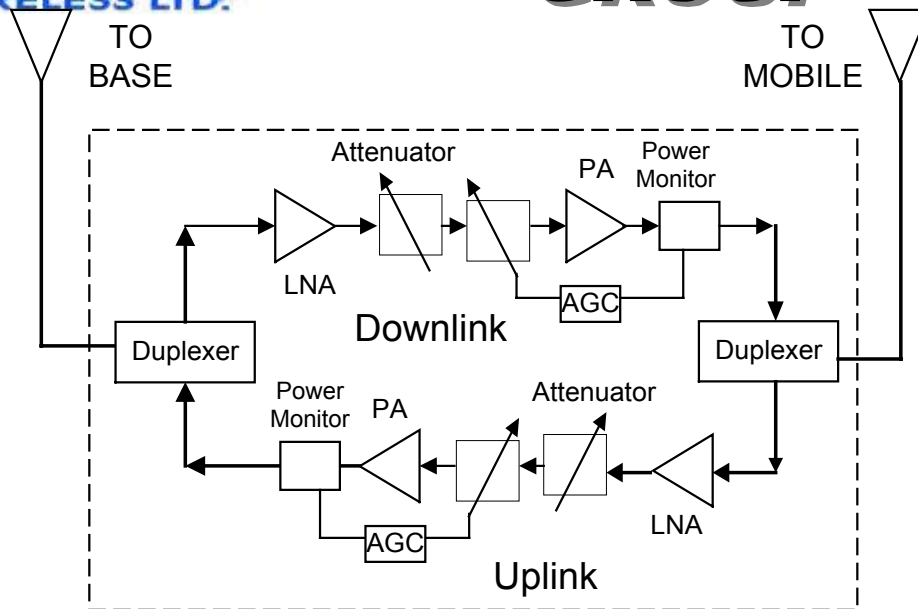 LTD.
TO
BASE
TO
MOBILE
Attenuator
PA
Power
Monitor
LNA
AGC
Downlink
Duplexer
Duplexer
Power
Monitor
PA
Attenuator
LNA
AGC
Uplink